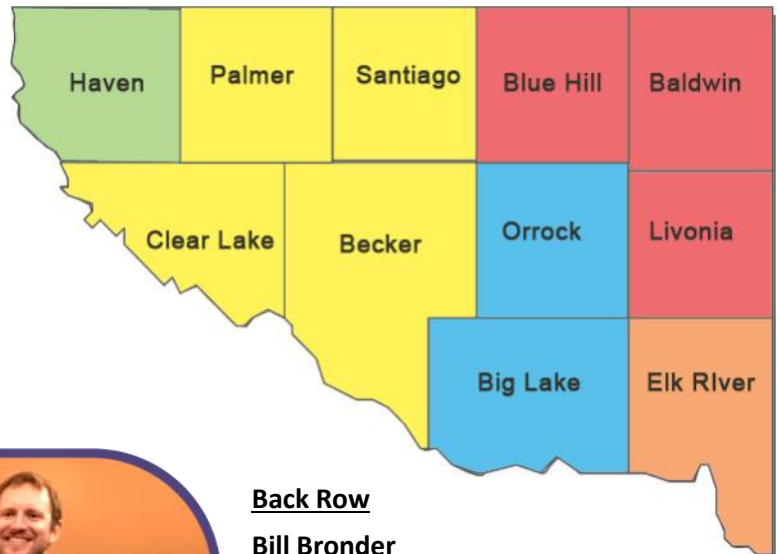 Haven
Palmer
Santiago
Blue Hill
Baldwin
Clear Lake
Becker
Orrock
Livonia
Big Lake
Elk RIver
Back Row
Bill Bronder